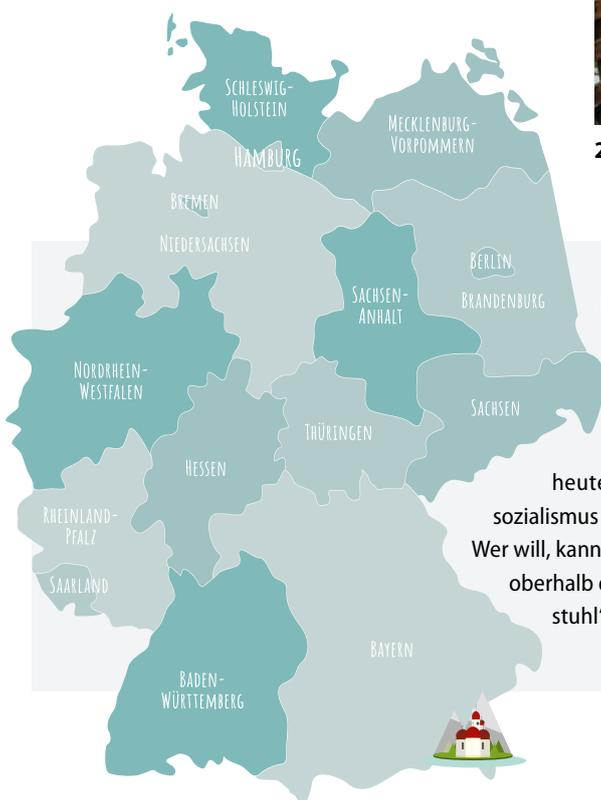 SCHLESWIG-
HOLSTEIN
MECKLENBURG-
VORPOMMERN
HAMBURG
BREMEN
NIEDERSACHSEN
BERLIN
BRANDENBURG
SACHSEN-
ANHALT
NORDRHEIN-
WESTFALEN
SACHSEN
THÜRINGEN
HESSEN
RHEINLAND-
PFALZ
SAARLAND
BAYERN
BADEN-
WÜRTTEMBERG
heute
sozialismus
Wer will, kann
oberhalb